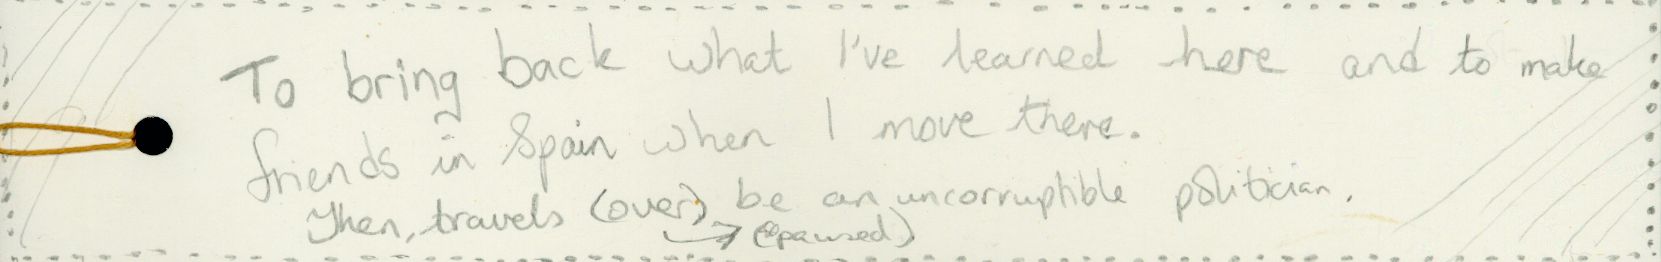 To bring back what I've learned here and to make
friends in Spain when I move there.
Then, travels (over) be an uncorruptible politician.
(paused)